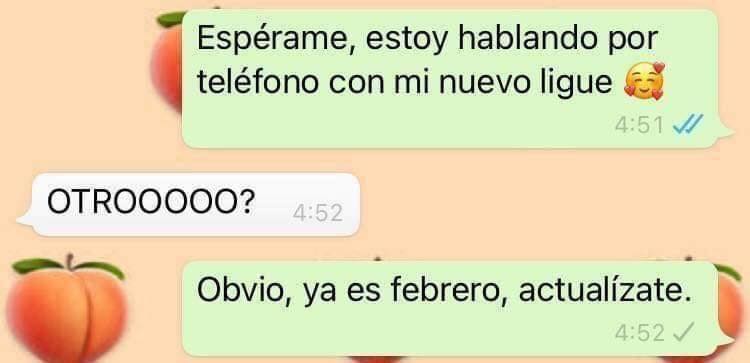 Espérame, estoy hablando por
teléfono con mi nuevo ligue 🥰
4:51
OTROOOOO?
4:52
Obvio, ya es febrero, actualízate.
4:52